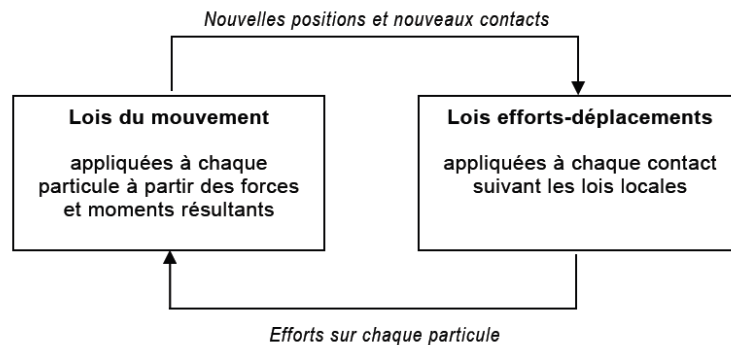 Nouvelles positions et nouveaux contacts
Lois du mouvement
appliquées à chaque
particule à partir des forces
et moments résultants
Lois efforts-déplacements
appliquées à chaque contact
suivant les lois locales
Efforts sur chaque particule